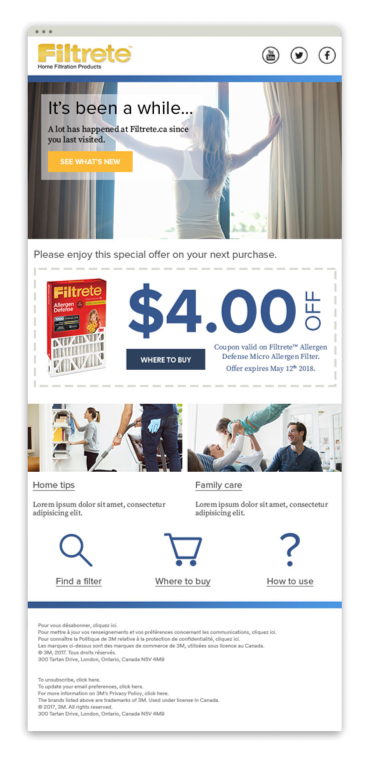 Filtrete™
Home Filtration Products
You Tube
It's been a while...
A lot has happened at Filtrete.ca since
you last visited.
SEE WHAT'S NEW
Please enjoy this special offer on your next purchase.
Filtrete
Allergen
Defense
$4.00 OFF
WHERE TO BUY
Coupon valid on Filtrete™ Allergen
Defense Micro Allergen Filter.
Offer expires May 12th 2018.
Home tips
Lorem ipsum dolor sit amet, consectetur
adipisicing elit.
Family care
Lorem ipsum dolor sit amet, consectetur
adipisicing elit.
Find a filter
Where to buy
How to use
Pour vous désabonner, cliquez ici.
Pour mettre à jour vos renseignements et vos préférences concernant les communications, cliquez ici.
Pour connaître la Politique de 3M relative à la protection de confidentialité, cliquez ici.
Les marques ci-dessus sont des marques de commerce de 3M, utilisées sous licence au Canada.
© 3M, 2017. Tous droits réservés.
300 Tartan Drive, London, Ontario, Canada N5V 4M9
To unsubscribe, click here.
To update your email preferences, click here.
For more information on 3M's Privacy Policy, click here.
The brands listed above are trademarks of 3M. Used under license in Canada.
© 2017, 3M. All rights reserved.
300 Tartan Drive, London, Ontario, Canada N5V 4M9